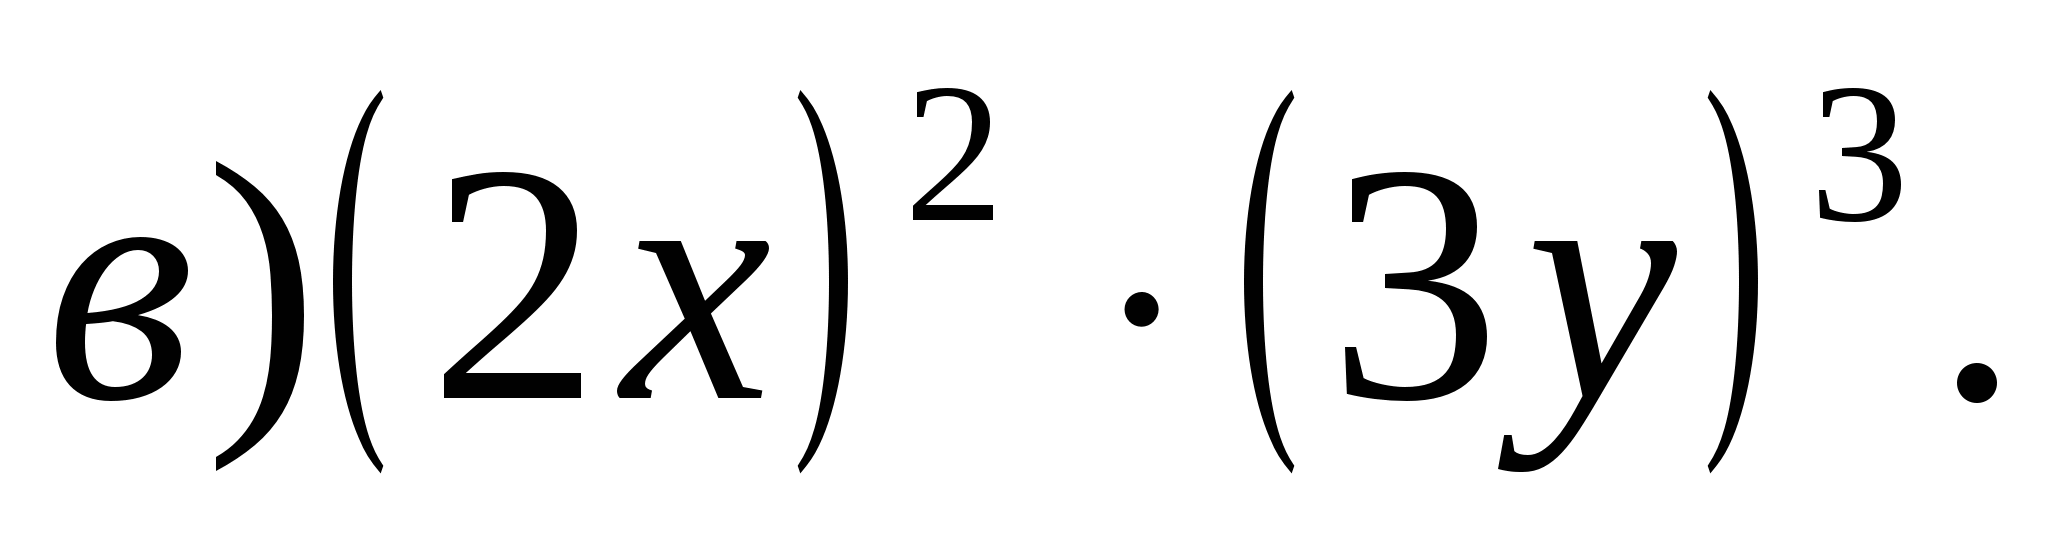 в)(2x)² · (3y)³.